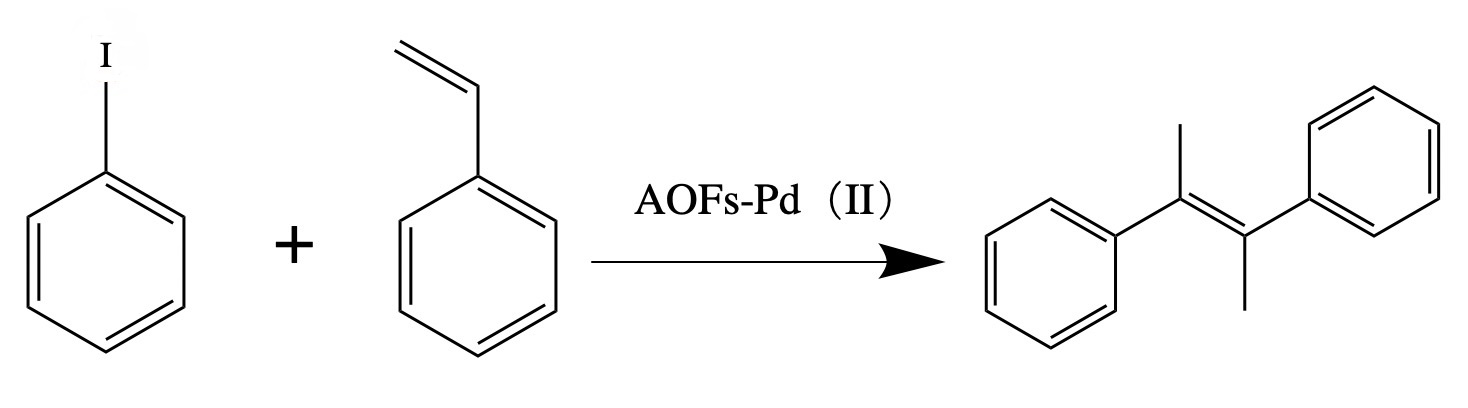 I
+
AOFs-Pd（II）